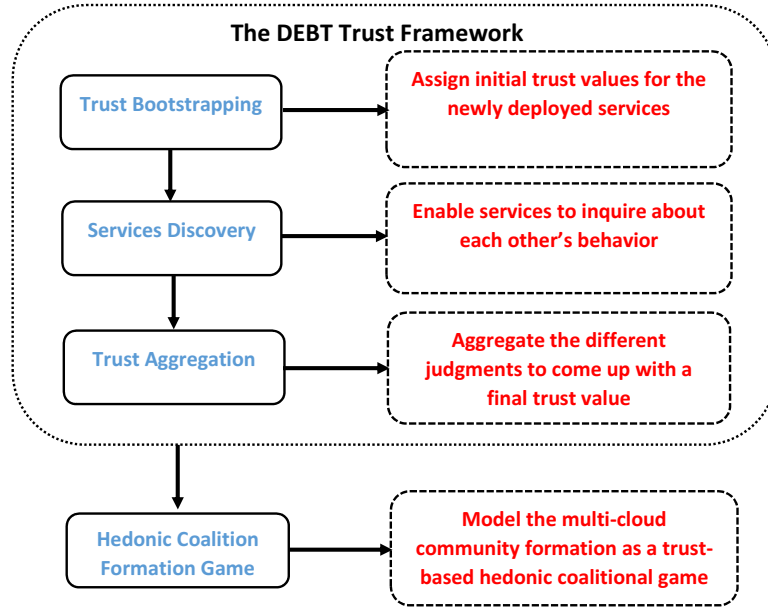 The DEBT Trust Framework
Trust Bootstrapping
Assign initial trust values for the
newly deployed services
Services Discovery
Enable services to inquire about
each other’s behavior
Trust Aggregation
Aggregate the different
judgments to come up with a
final trust value
Hedonic Coalition
Formation Game
Model the multi-cloud
community formation as a trust-
based hedonic coalitional game